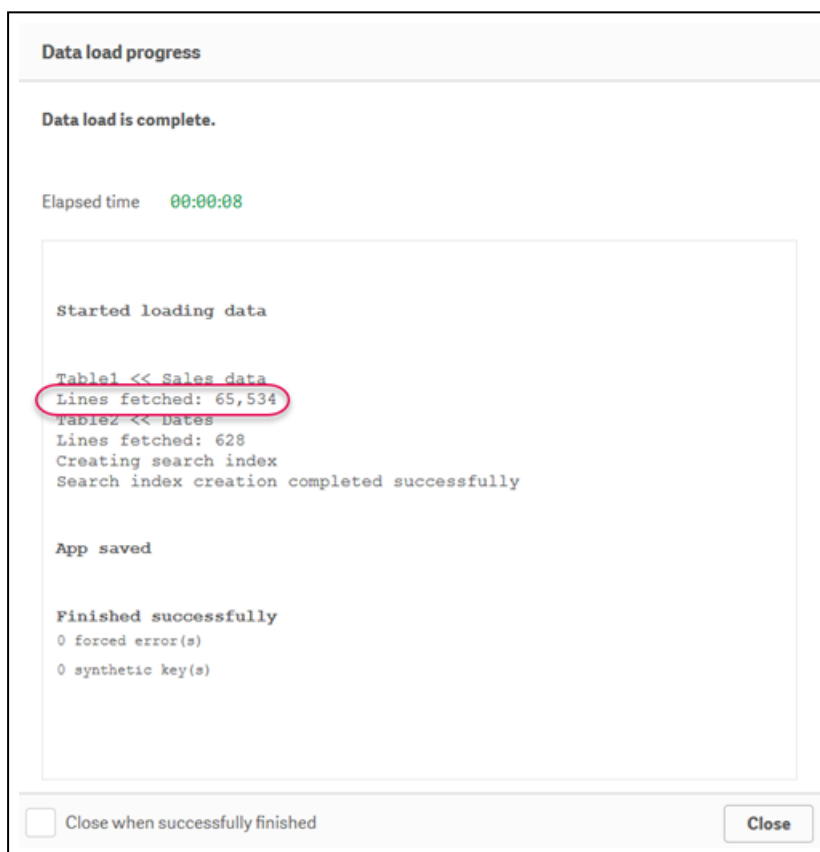 Data load progress
Data load is complete.
Elapsed time 00:00:08
Started loading data
Table1 << Sales data
Lines fetched: 65,534
Table2 << Dates
Lines fetched: 628
Creating search index
Search index creation completed successfully
App saved
Finished successfully
0 forced error(s)
0 synthetic key(s)
Close when successfully finished
Close